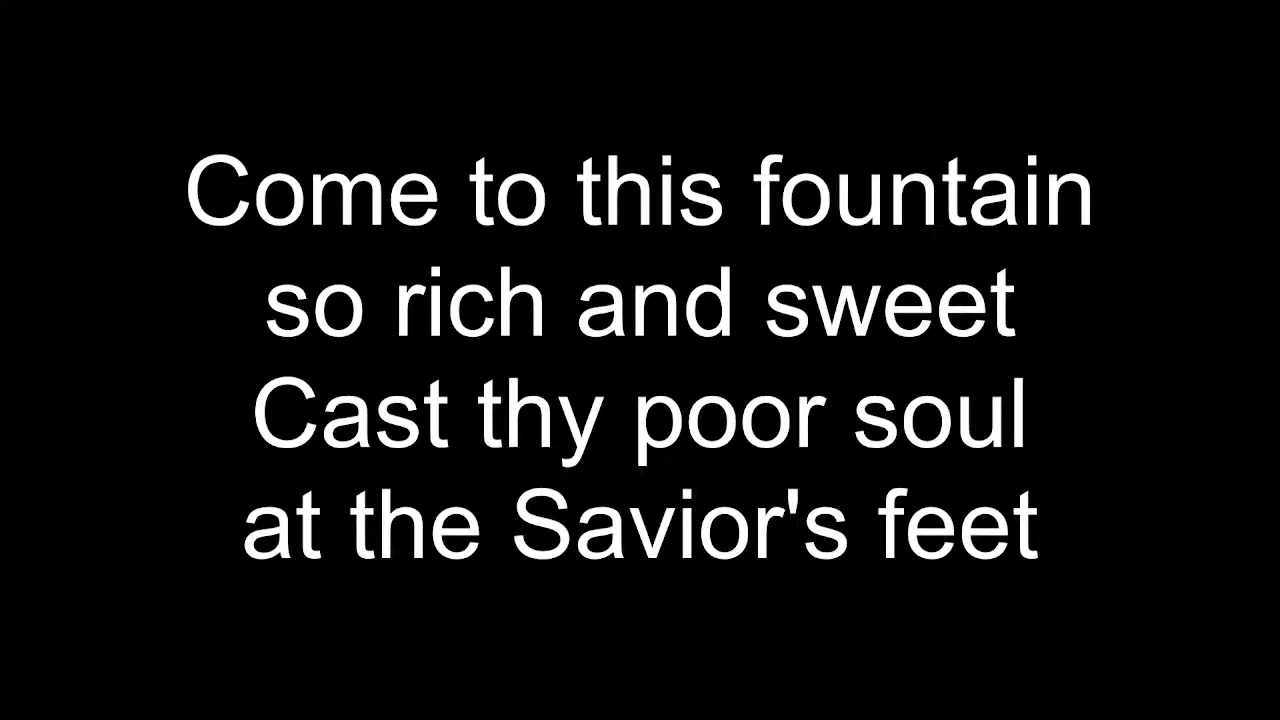 Come to this fountain
so rich and sweet
Cast thy poor soul
at the Savior's feet